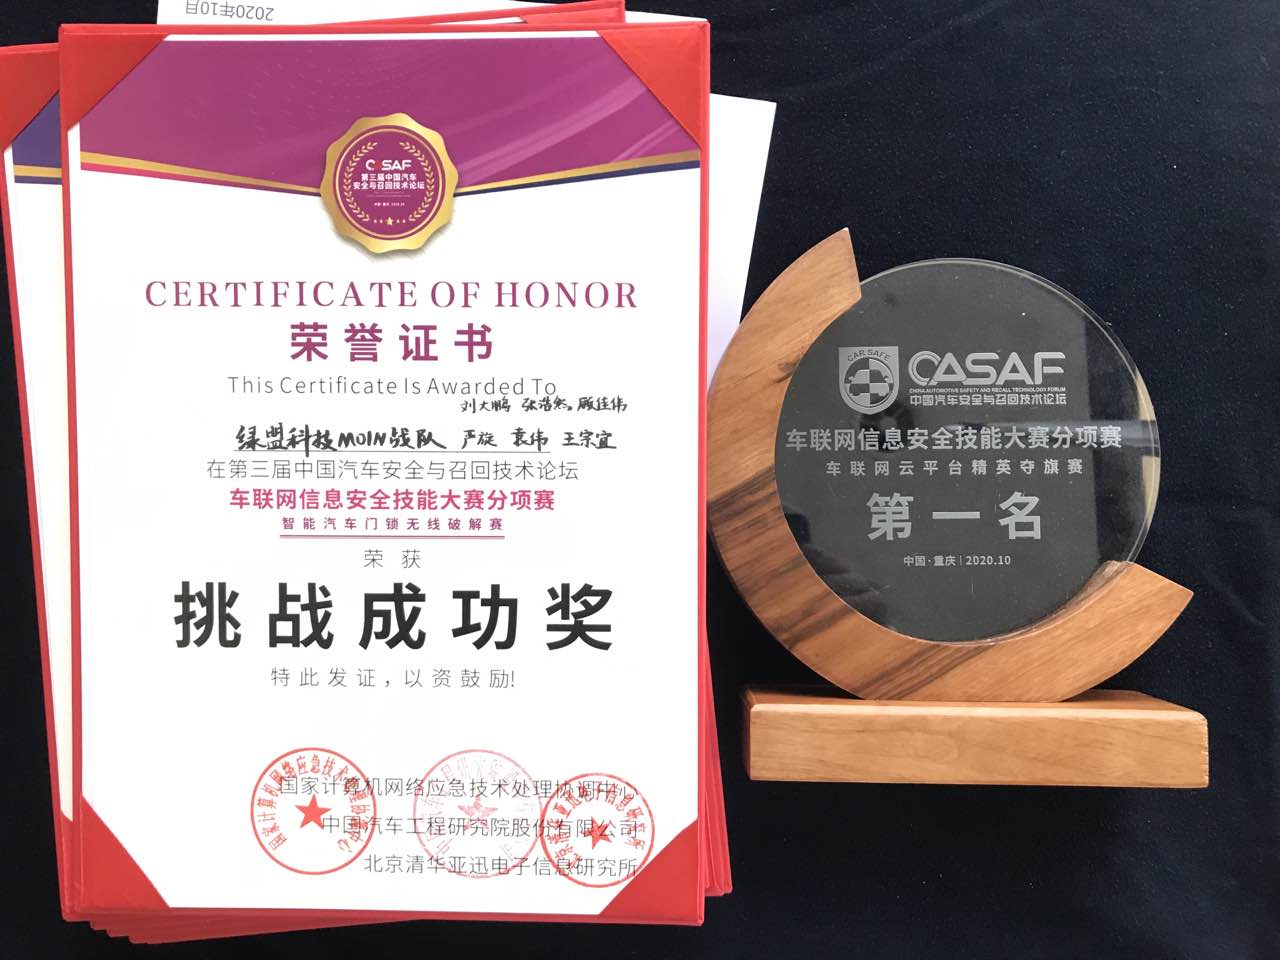 2020年10月
CASAF
第三届中国汽车
安全与召回技术论坛
中国 重庆 2020.10
CERTIFICATE OF HONOR
荣誉证书
This Certificate Is Awarded To
刘大鹏 张浩然 顾佳伟
绿盟科技MOIN战队 严旋 袁伟 王宗宜
在第三届中国汽车安全与召回技术论坛
车联网信息安全技能大赛分项赛
智能汽车门锁无线破解赛
荣获
挑战成功奖
特此发证，以资鼓励!
国家计算机网络应急技术处理协调中心
中国汽车工程研究院股份有限公司
北京清华亚迅电子信息研究所
CAR SAFE
CASAF
CHINA AUTOMOTIVE SAFETY AND RECALL TECHNOLOGY FORUM
中国汽车安全与召回技术论坛
车联网信息安全技能大赛分项赛
车联网云平台精英夺旗赛
第一名
中国·重庆|2020.10